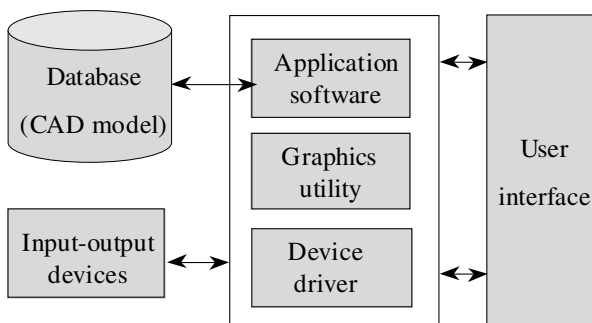 Database
(CAD model)
Application
software
Graphics
utility
User
interface
Input-output
devices
Device
driver